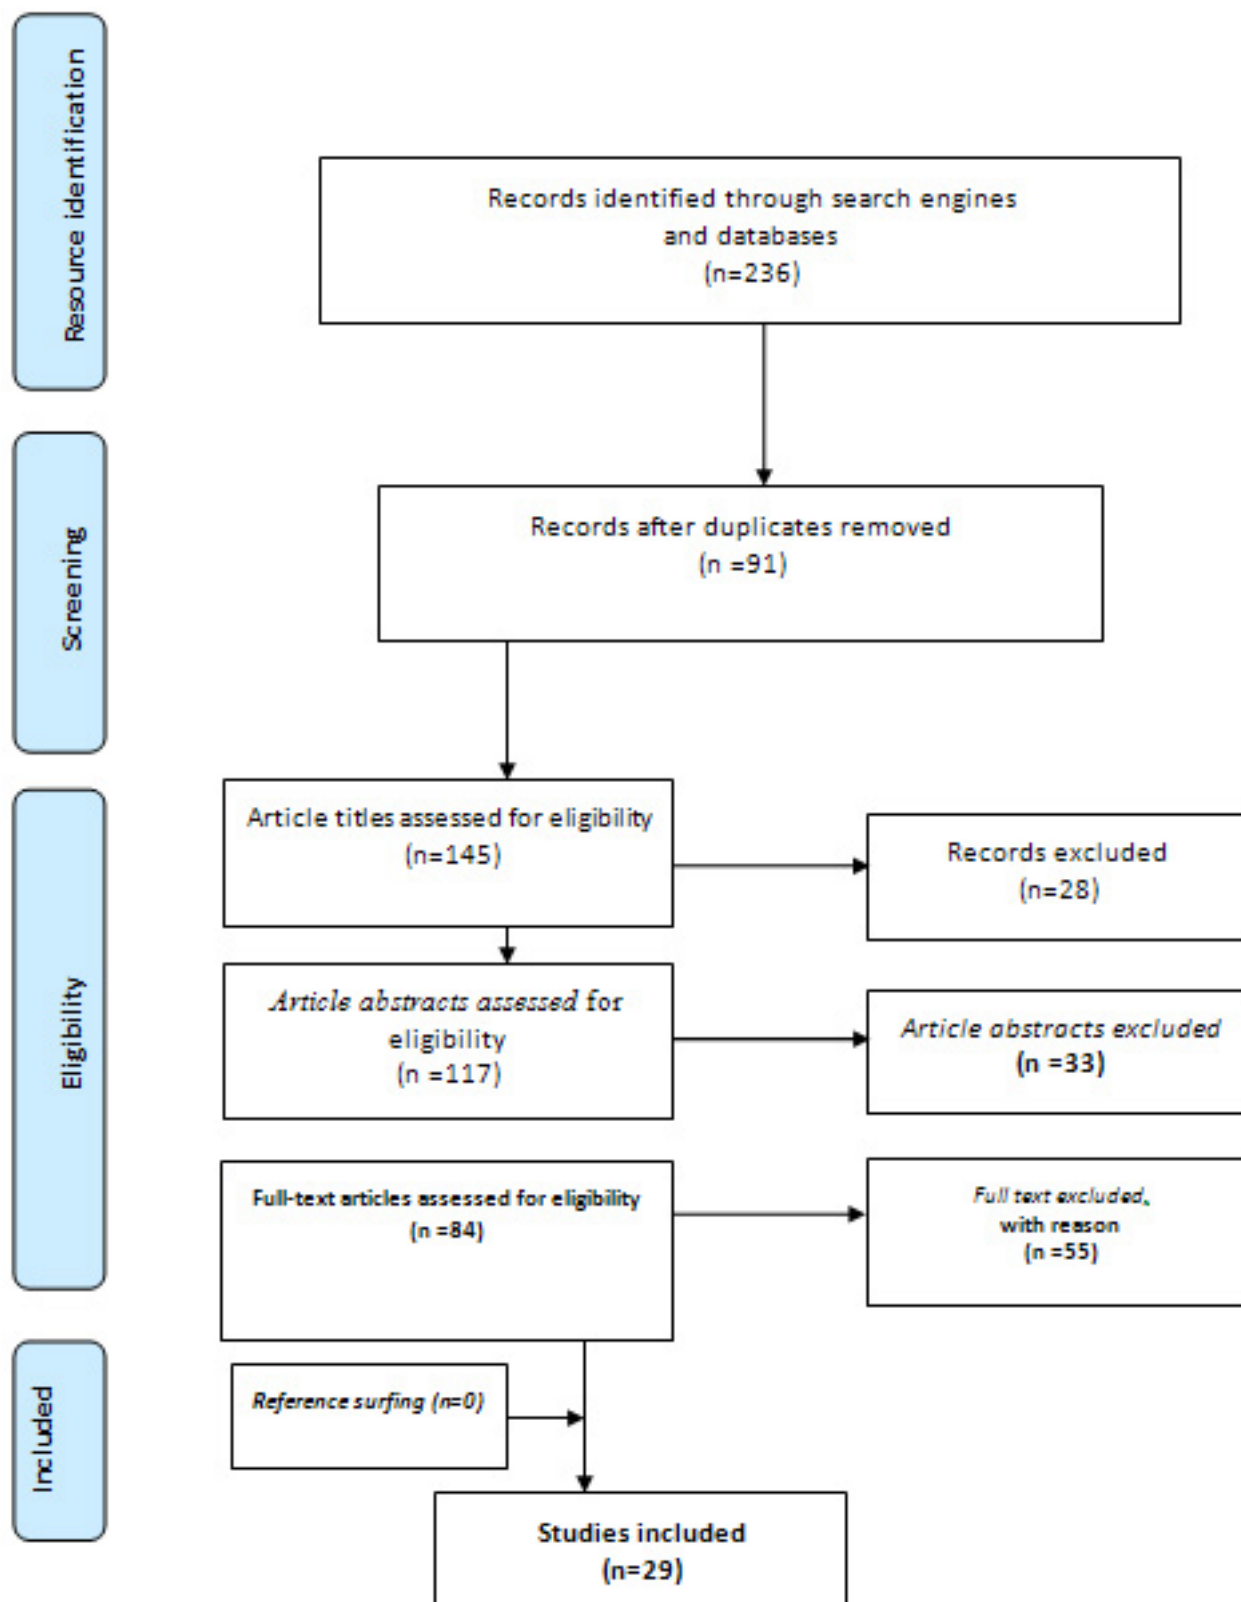 Resource identification
Records identified through search engines
and databases
(n=236)
Screening
Records after duplicates removed
(n =91)
Eligibility
Article titles assessed for eligibility
(n=145)
Records excluded
(n=28)
Article abstracts assessed for
eligibility
(n =117)
Article abstracts excluded
(n =33)
Full-text articles assessed for eligibility
(n =84)
Full text excluded,
with reason
(n =55)
Included
Reference surfing (n=0)
Studies included
(n=29)